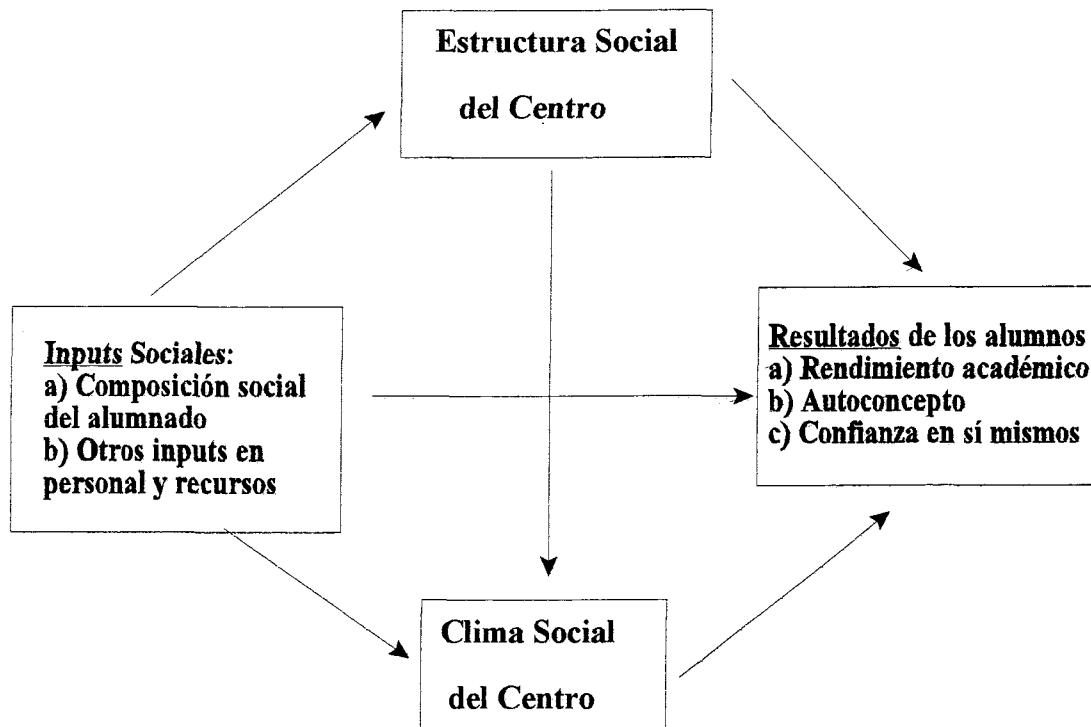 Estructura Social
del Centro
Inputs Sociales:
a) Composición social
del alumnado
b) Otros inputs en
personal y recursos
Resultados de los alumnos
a) Rendimiento académico
b) Autoconcepto
c) Confianza en sí mismos
Clima Social
del Centro